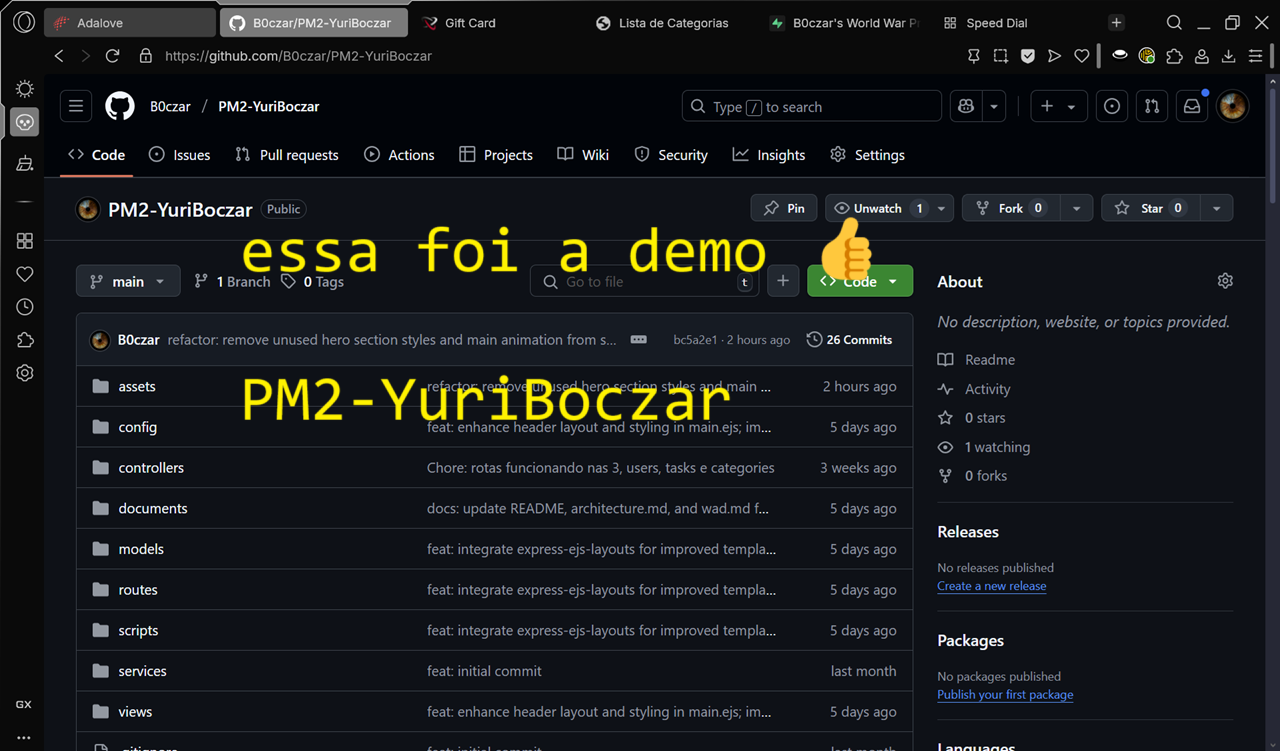 Adalove
B0czar/PM2-YuriBoczar
Gift Card
Lista de Categorias
B0czar's World War P
Speed Dial
https://github.com/B0czar/PM2-YuriBoczar
B0czar / PM2-YuriBoczar
Type / to search
Code
Issues
Pull requests
Actions
Projects
Wiki
Security
Insights
Settings
PM2-YuriBoczar
Public
Pin
Unwatch 1
Fork 0
Star 0
essa foi a demo 👍
main
1 Branch
0 Tags
Go to file
t
Code
B0czar refactor: remove unused hero section styles and main animation from s... bc5a2e1 · 2 hours ago 26 Commits
PM2-YuriBoczar
assets refactor: remove unused hero section styles and main ... 2 hours ago
config feat: enhance header layout and styling in main.ejs; im... 5 days ago
controllers Chore: rotas funcionando nas 3, users, tasks e categories 3 weeks ago
documents docs: update README, architecture.md, and wad.md f... 5 days ago
models feat: integrate express-ejs-layouts for improved templa... 5 days ago
routes feat: integrate express-ejs-layouts for improved templa... 5 days ago
scripts feat: integrate express-ejs-layouts for improved templa... 5 days ago
services feat: initial commit last month
views feat: enhance header layout and styling in main.ejs; im... 5 days ago
.gitignore feat: initial commit last month
About
No description, website, or topics provided.
Readme
Activity
0 stars
1 watching
0 forks
Releases
No releases published
Create a new release
Packages
No packages published
Publish your first package
Languages
GX